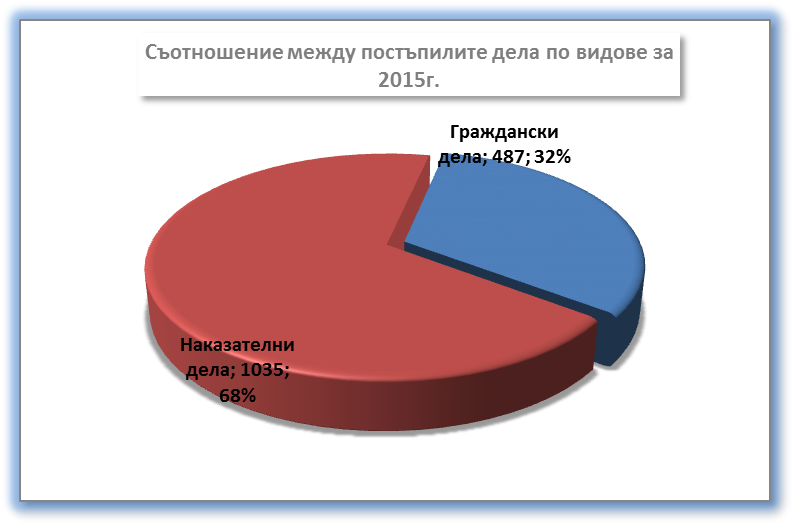 Съотношение между постъпилите дела по видове за
2015г.
Граждански
дела; 487; 32%
Наказателни
дела; 1035;
68%